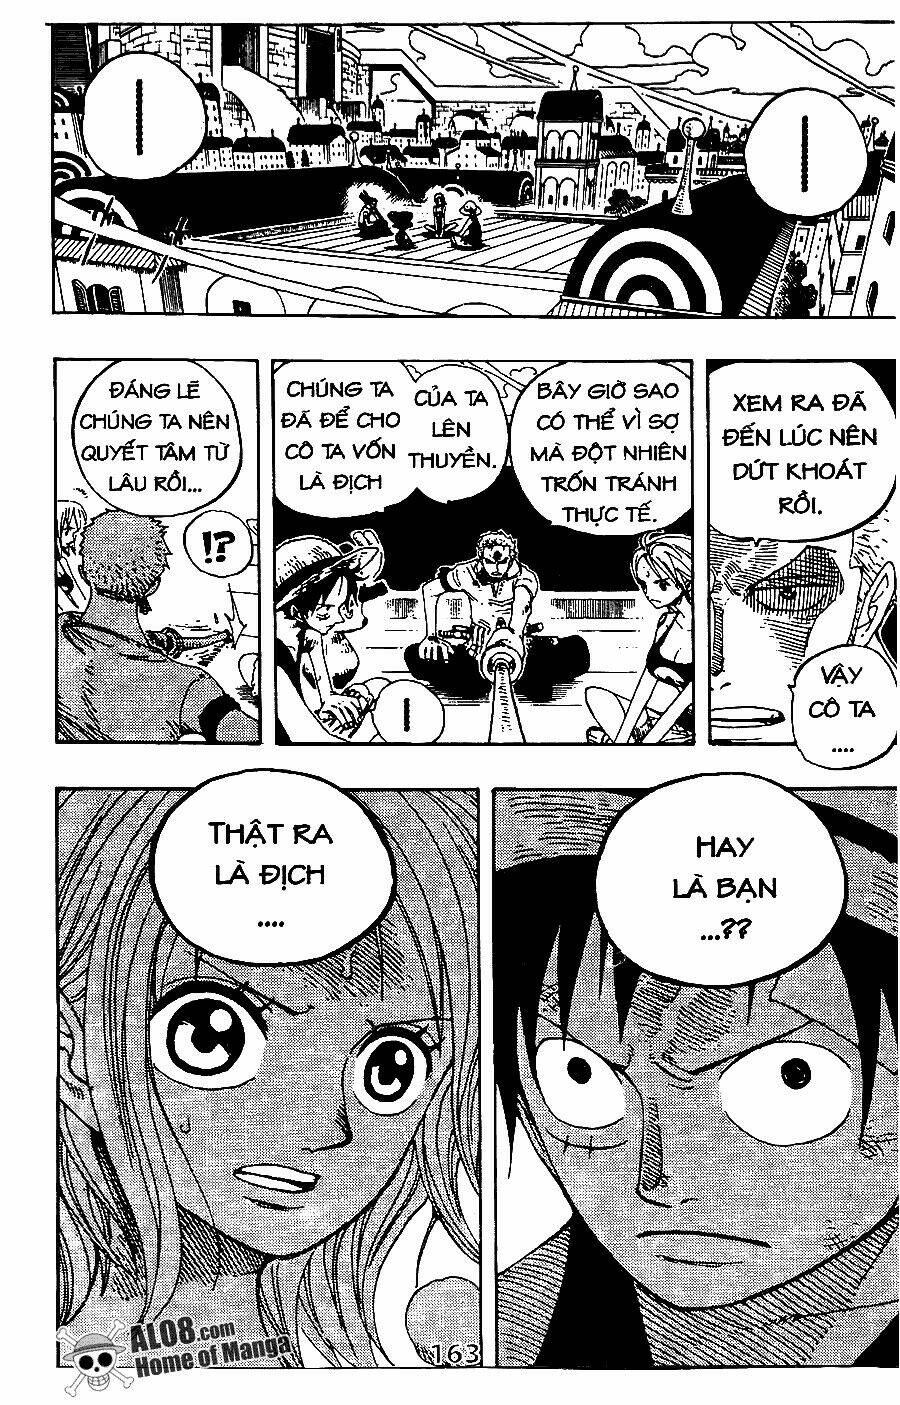 ĐÁNG LẼ
CHÚNG TA NÊN
QUYẾT TÂM TỪ
LÂU RỒI...
!?
CHÚNG TA
ĐÃ ĐỂ CHO
CÔ TA VỐN
LÀ ĐỊCH
CỦA TA
LÊN
THUYỀN.
BÂY GIỜ SAO
CÓ THỂ VÌ SỢ
MÀ ĐỘT NHIÊN
TRỐN TRÁNH
THỰC TẾ.
XEM RA ĐÃ
ĐẾN LÚC NÊN
DỨT KHOÁT
RỒI.
VẬY
CÔ TA
....
THẬT RA
LÀ ĐỊCH
....
HAY
LÀ BẠN
...??
AL08.com
Home of Manga
163